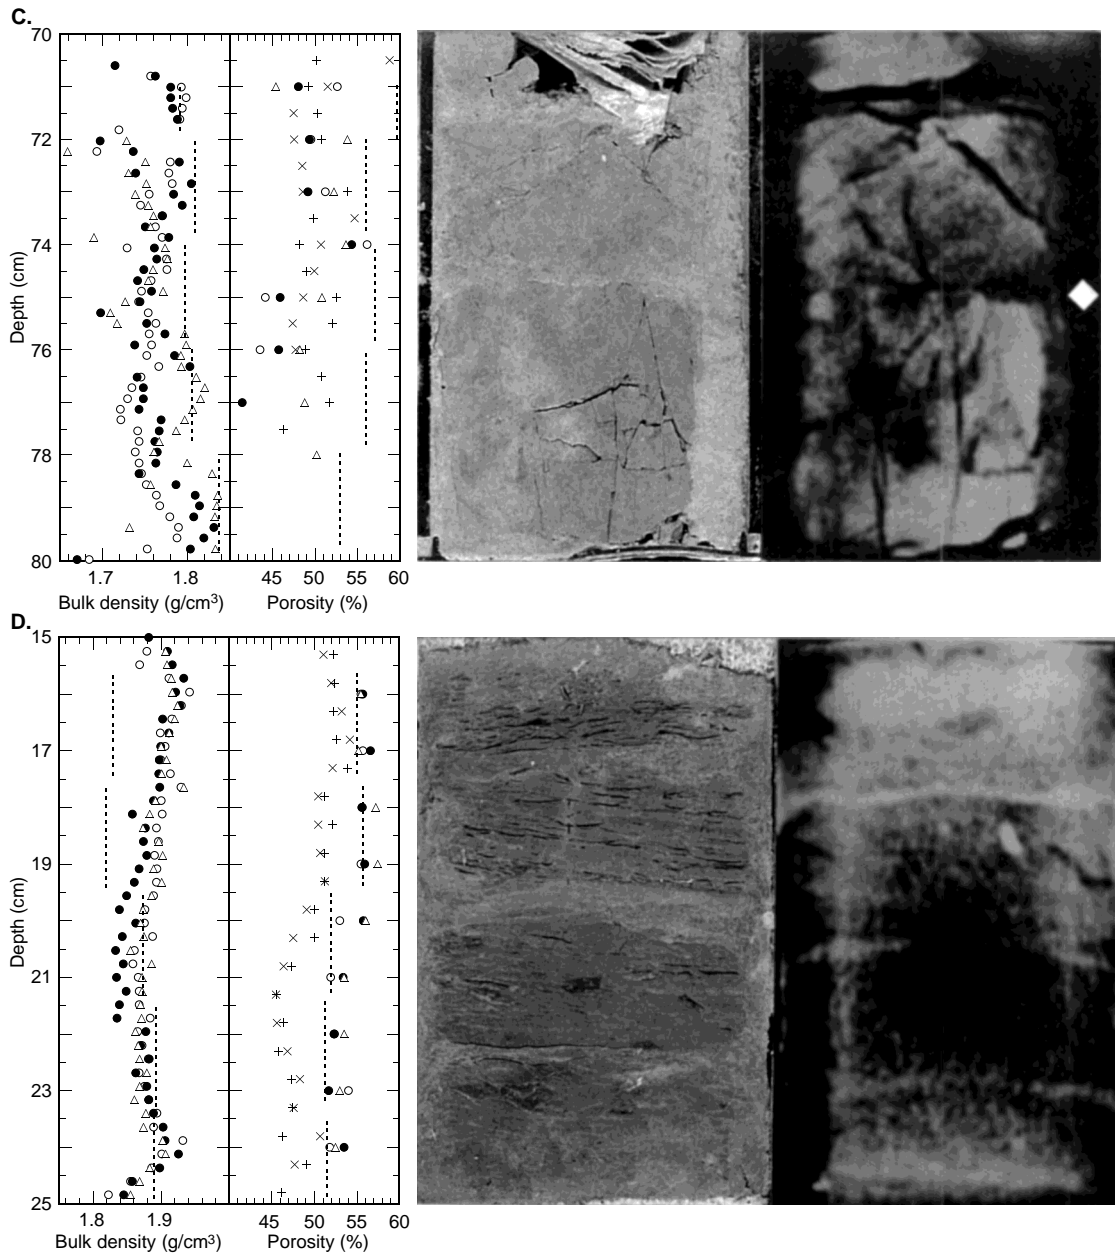 C.
70
72
74
76
78
80
Depth (cm)
1.7 1.8 45 50 55 60
Bulk density (g/cm³) Porosity (%)
D.
15
17
19
21
23
25
Depth (cm)
1.8 1.9 45 50 55 60
Bulk density (g/cm³) Porosity (%)